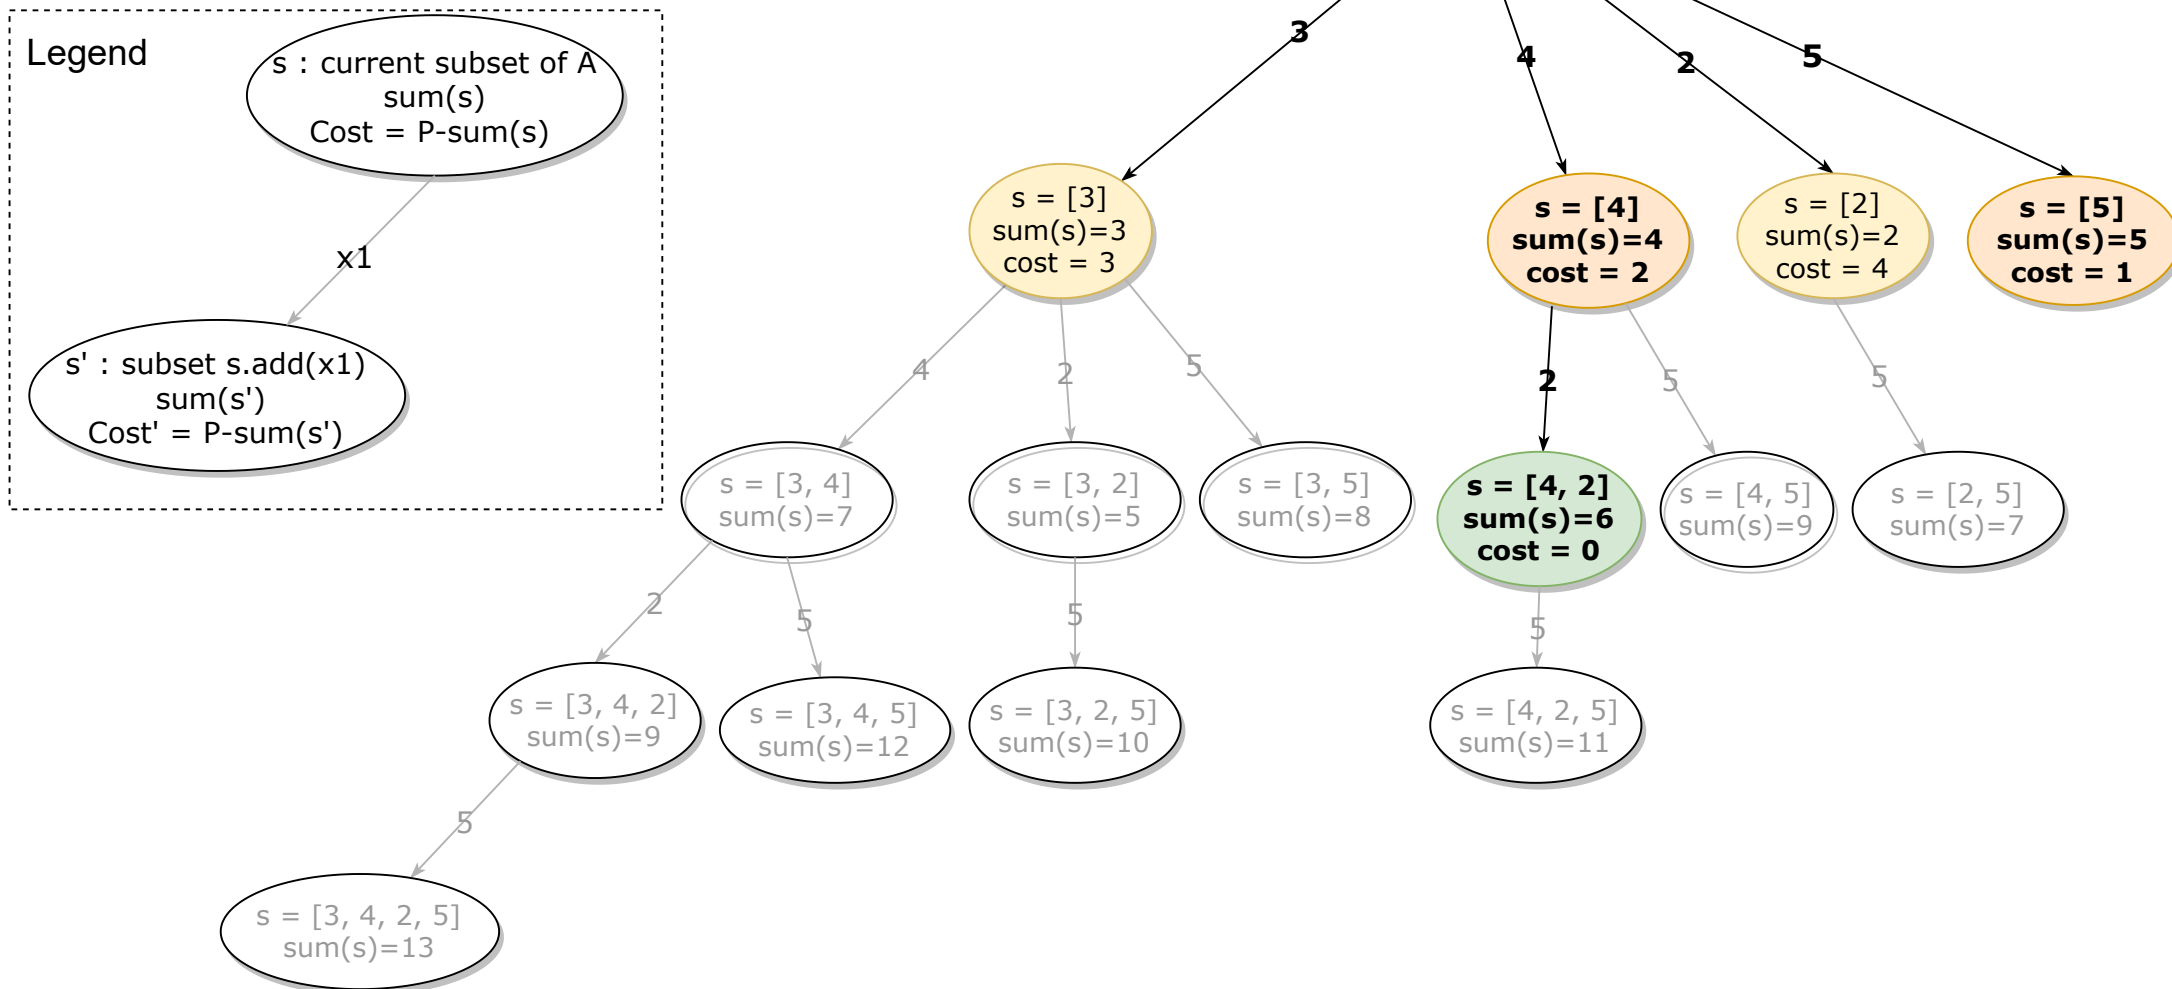 Legend
s : current subset of A
sum(s)
Cost = P-sum(s)
x1
s' : subset s.add(x1)
sum(s')
Cost' = P-sum(s')
3
4
2
5
s = [3]
sum(s)=3
cost = 3
s = [4]
sum(s)=4
cost = 2
s = [2]
sum(s)=2
cost = 4
s = [5]
sum(s)=5
cost = 1
4
2
5
2
5
5
s = [3, 4]
sum(s)=7
s = [3, 2]
sum(s)=5
s = [3, 5]
sum(s)=8
s = [4, 2]
sum(s)=6
cost = 0
s = [4, 5]
sum(s)=9
s = [2, 5]
sum(s)=7
2
5
5
5
s = [3, 4, 2]
sum(s)=9
s = [3, 4, 5]
sum(s)=12
s = [3, 2, 5]
sum(s)=10
s = [4, 2, 5]
sum(s)=11
5
s = [3, 4, 2, 5]
sum(s)=13